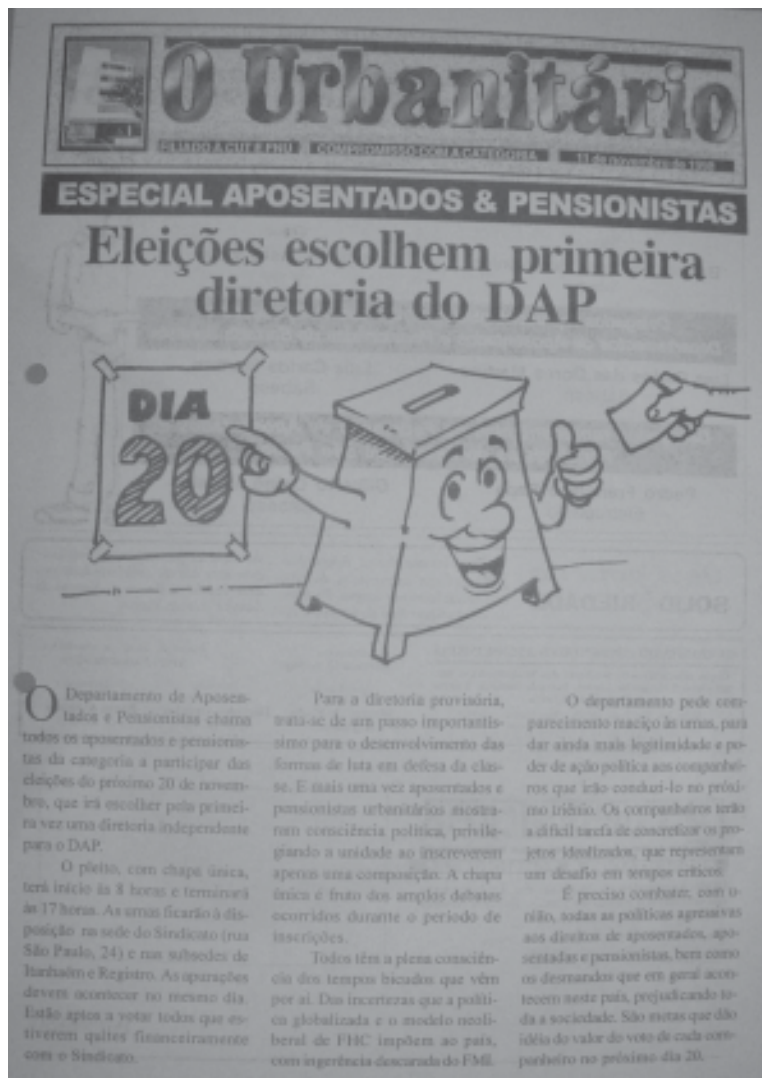 O Urbanitário
FILIADO A CUT E FNU COMPROMISSO COM A CATEGORIA 11 de novembro de 1998
ESPECIAL APOSENTADOS & PENSIONISTAS
Eleições escolhem primeira
diretoria do DAP
DIA
20
O Departamento de Aposen-
tados e Pensionistas chama
todos os aposentados e pensionis-
tas da categoria a participar das
eleições do próximo 20 de novem-
bro, que irá escolher pela primei-
ra vez uma diretoria independente
para o DAP.
O pleito, com chapa única,
terá início às 8 horas e terminará
às 17 horas. As urnas ficarão à dis-
posição na sede do Sindicato (rua
São Paulo, 24) e nas subsedes de
Itanhaém e Registro. As apurações
devem acontecer no mesmo dia.
Estão aptos a votar todos que es-
tiverem quites financeiramente
com o Sindicato.
Para a diretoria provisória,
trata-se de um passo importantís-
simo para o desenvolvimento das
formas de luta em defesa da clas-
se. E mais uma vez aposentados e
pensionistas urbanitários mostra-
ram consciência política, privile-
giando a unidade ao inscreverem
apenas uma composição. A chapa
única é fruto dos amplos debates
ocorridos durante o período de
inscrições.
Todos têm a plena consciên-
cia dos tempos bicudos que vêm
por aí. Das incertezas que a políti-
ca globalizada e o modelo neoli-
beral de FHC impõem ao país,
com ingerência descarada do FMI.
O departamento pede com-
parecimento maciço às urnas, para
dar ainda mais legitimidade e po-
der de ação política aos companhei-
ros que irão conduzi-lo no próxi-
mo triênio. Os companheiros terão
a difícil tarefa de concretizar os pro-
jetos idealizados, que representam
um desafio em tempos críticos.
É preciso combater, com u-
nião, todas as políticas agressivas
aos direitos de aposentados, apo-
sentadas e pensionistas, bem como
os desmandos que em geral acon-
tecem neste país, prejudicando to-
da a sociedade. São metas que dão
idéia do valor do voto de cada com-
panheiro no próximo dia 20.